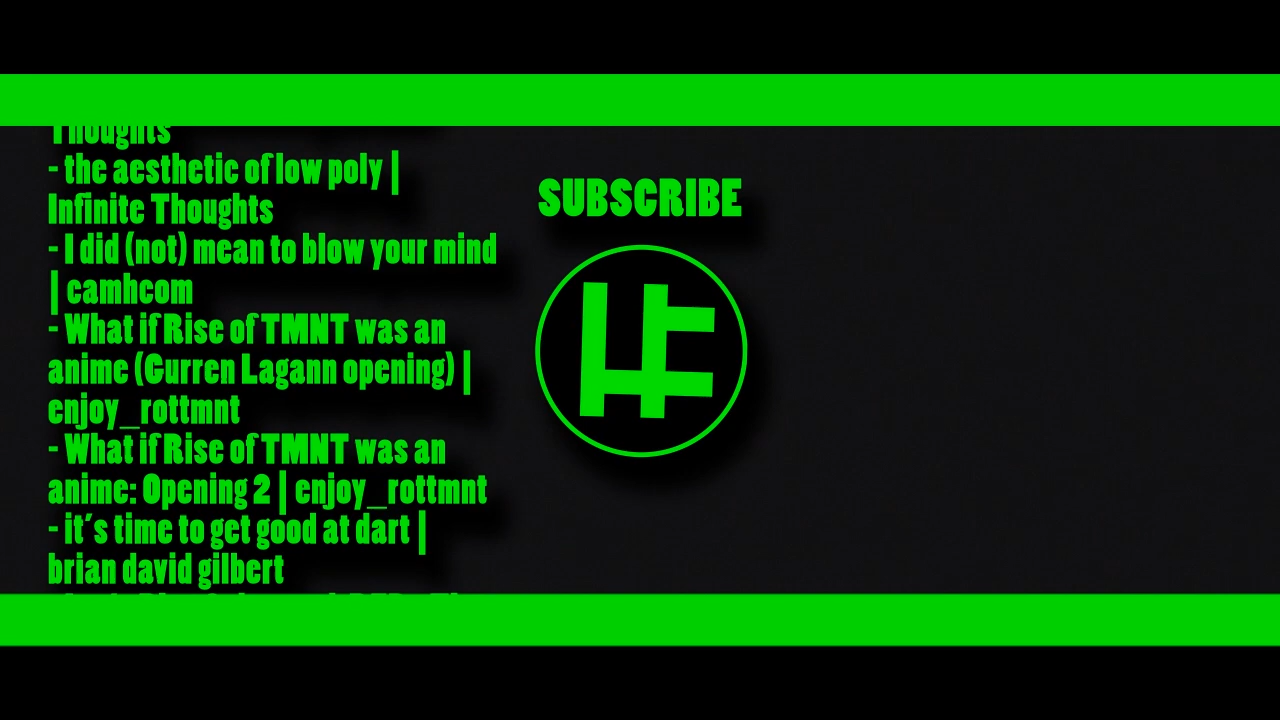 Thoughts
- the aesthetic of low poly |
Infinite Thoughts
- I did (not) mean to blow your mind
| camhcom
- What if Rise of TMNT was an
anime (Gurren Lagann opening) |
enjoy_rottmnt
- What if Rise of TMNT was an
anime: Opening 2 | enjoy_rottmnt
- it's time to get good at dart |
brian david gilbert
SUBSCRIBE